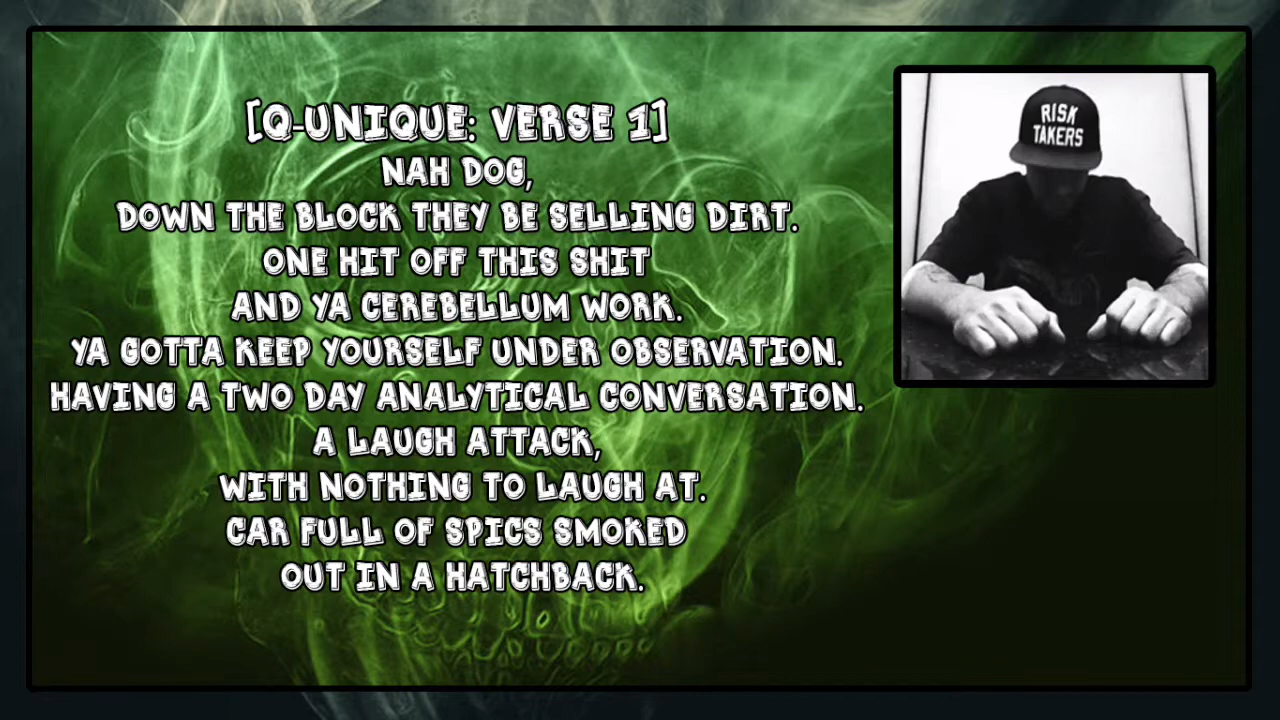 [Q-UNIQUE: VERSE 1]
NAH DOG,
DOWN THE BLOCK THEY BE SELLING DIRT.
ONE HIT OFF THIS SHIT
AND YA CEREBELLUM WORK.
YA GOTTA KEEP YOURSELF UNDER OBSERVATION.
HAVING A TWO DAY ANALYTICAL CONVERSATION.
A LAUGH ATTACK,
WITH NOTHING TO LAUGH AT.
CAR FULL OF SPICS SMOKED
OUT IN A HATCHBACK.
RISK
TAKERS